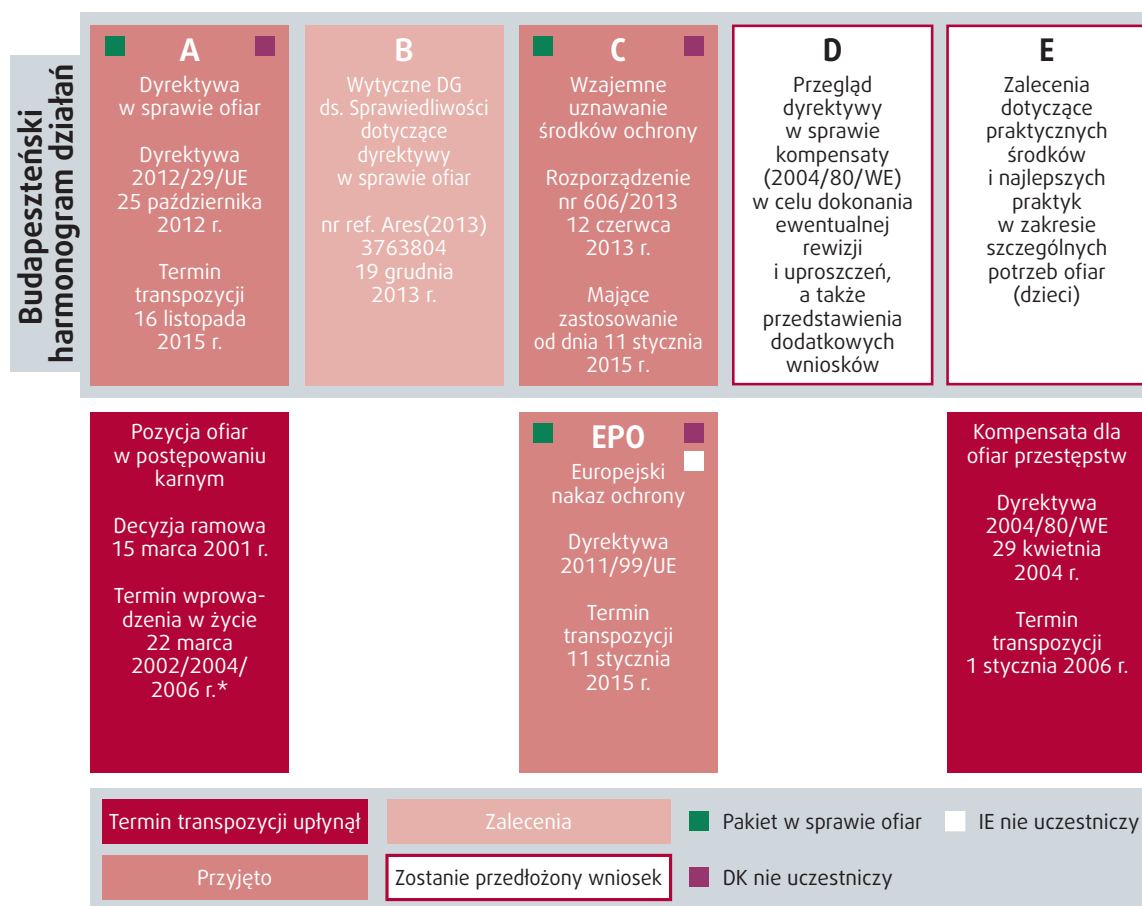 Budapeszteński
harmonogram działań
A
Dyrektywa
w sprawie ofiar
Dyrektywa
2012/29/UE
25 października
2012 r.
Termin
transpozycji
16 listopada
2015 r.
B
Wytyczne DG
ds. Sprawiedliwości
dotyczące
dyrektywy
w sprawie ofiar
nr ref. Ares(2013)
3763804
19 grudnia
2013 r.
C
Wzajemne
uznawanie
środków ochrony
Rozporządzenie
nr 606/2013
12 czerwca
2013 r.
Mające
zastosowanie
od dnia 11 stycznia
2015 r.
D
Przegląd
dyrektywy
w sprawie
kompensaty
(2004/80/WE)
w celu dokonania
ewentualnej
rewizji
i uproszczeń,
a także
przedstawienia
dodatkowych
wniosków
E
Zalecenia
dotyczące
praktycznych
środków
i najlepszych
praktyk
w zakresie
szczególnych
potrzeb ofiar
(dzieci)
Pozycja ofiar
w postępowaniu
karnym
Decyzja ramowa
15 marca 2001 r.
Termin wprowa-
dzenia w życie
22 marca
2002/2004/
2006 r.*
EPO
Europejski
nakaz ochrony
Dyrektywa
2011/99/UE
Termin
transpozycji
11 stycznia
2015 r.
Kompensata dla
ofiar przestępstw
Dyrektywa
2004/80/WE
29 kwietnia
2004 r.
Termin
transpozycji
1 stycznia 2006 r.
Termin transpozycji upłynął
Zalecenia
Pakiet w sprawie ofiar
IE nie uczestniczy
Przyjęto
Zostanie przedłożony wniosek
DK nie uczestniczy